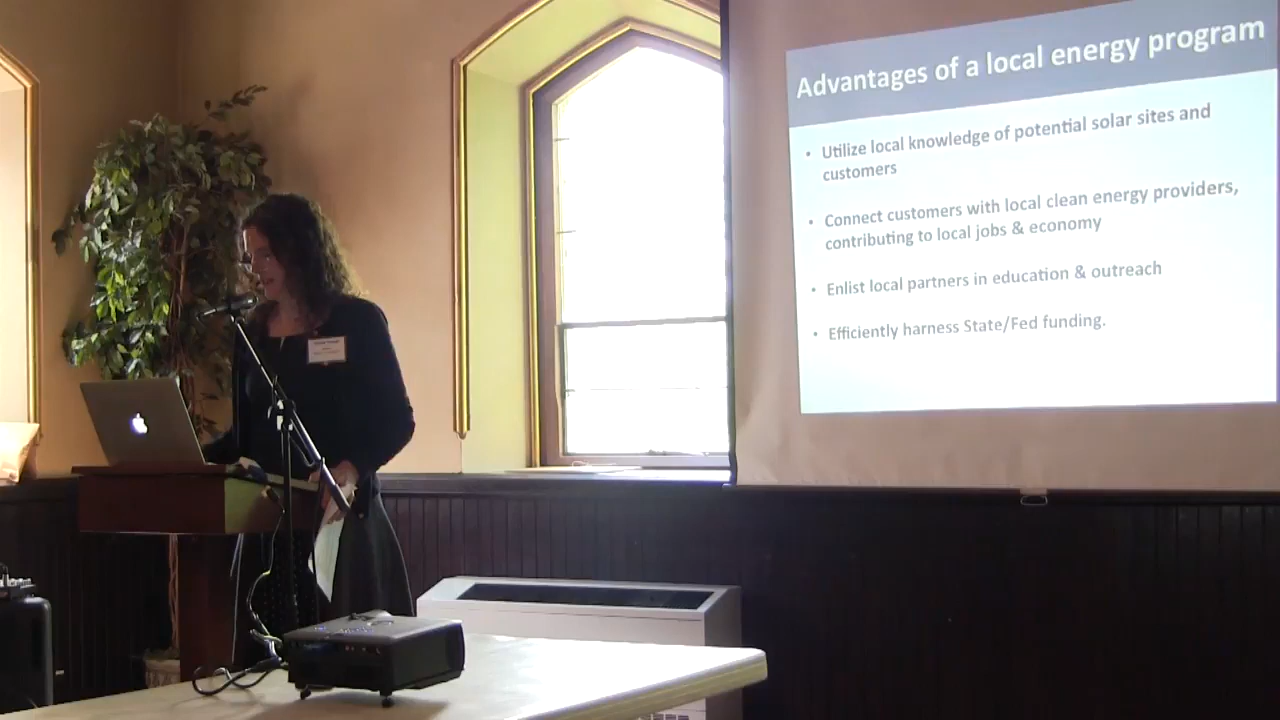 Advantages of a local energy program
• Utilize local knowledge of potential solar sites and
customers
• Connect customers with local clean energy providers,
contributing to local jobs & economy
• Enlist local partners in education & outreach
• Efficiently harness State/Fed funding.